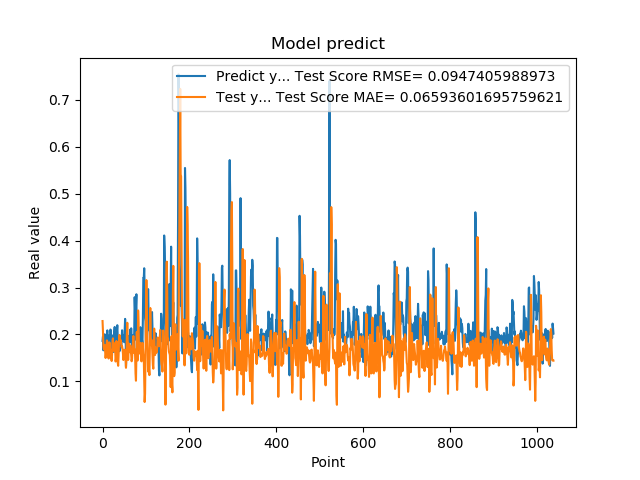 Model predict
Predict y... Test Score RMSE= 0.0947405988973
Test y... Test Score MAE= 0.06593601695759621
Real value
0.7
0.6
0.5
0.4
0.3
0.2
0.1
0 200 400 600 800 1000
Point